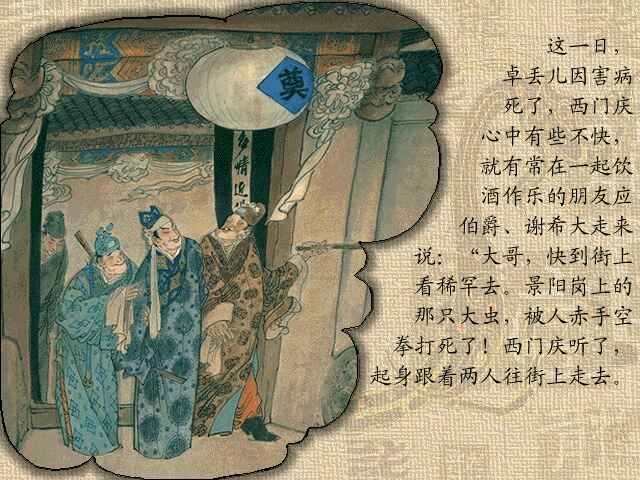 这一日，
卓丢儿因害病
死了，西门庆
心中有些不快，
就有常在一起饮
酒作乐的朋友应
伯爵、谢希大走来
说：“大哥，快到街上
看稀罕去。景阳岗上的
那只大虫，被人赤手空
拳打死了！西门庆听了，
起身跟着两人往街上走去。
奠